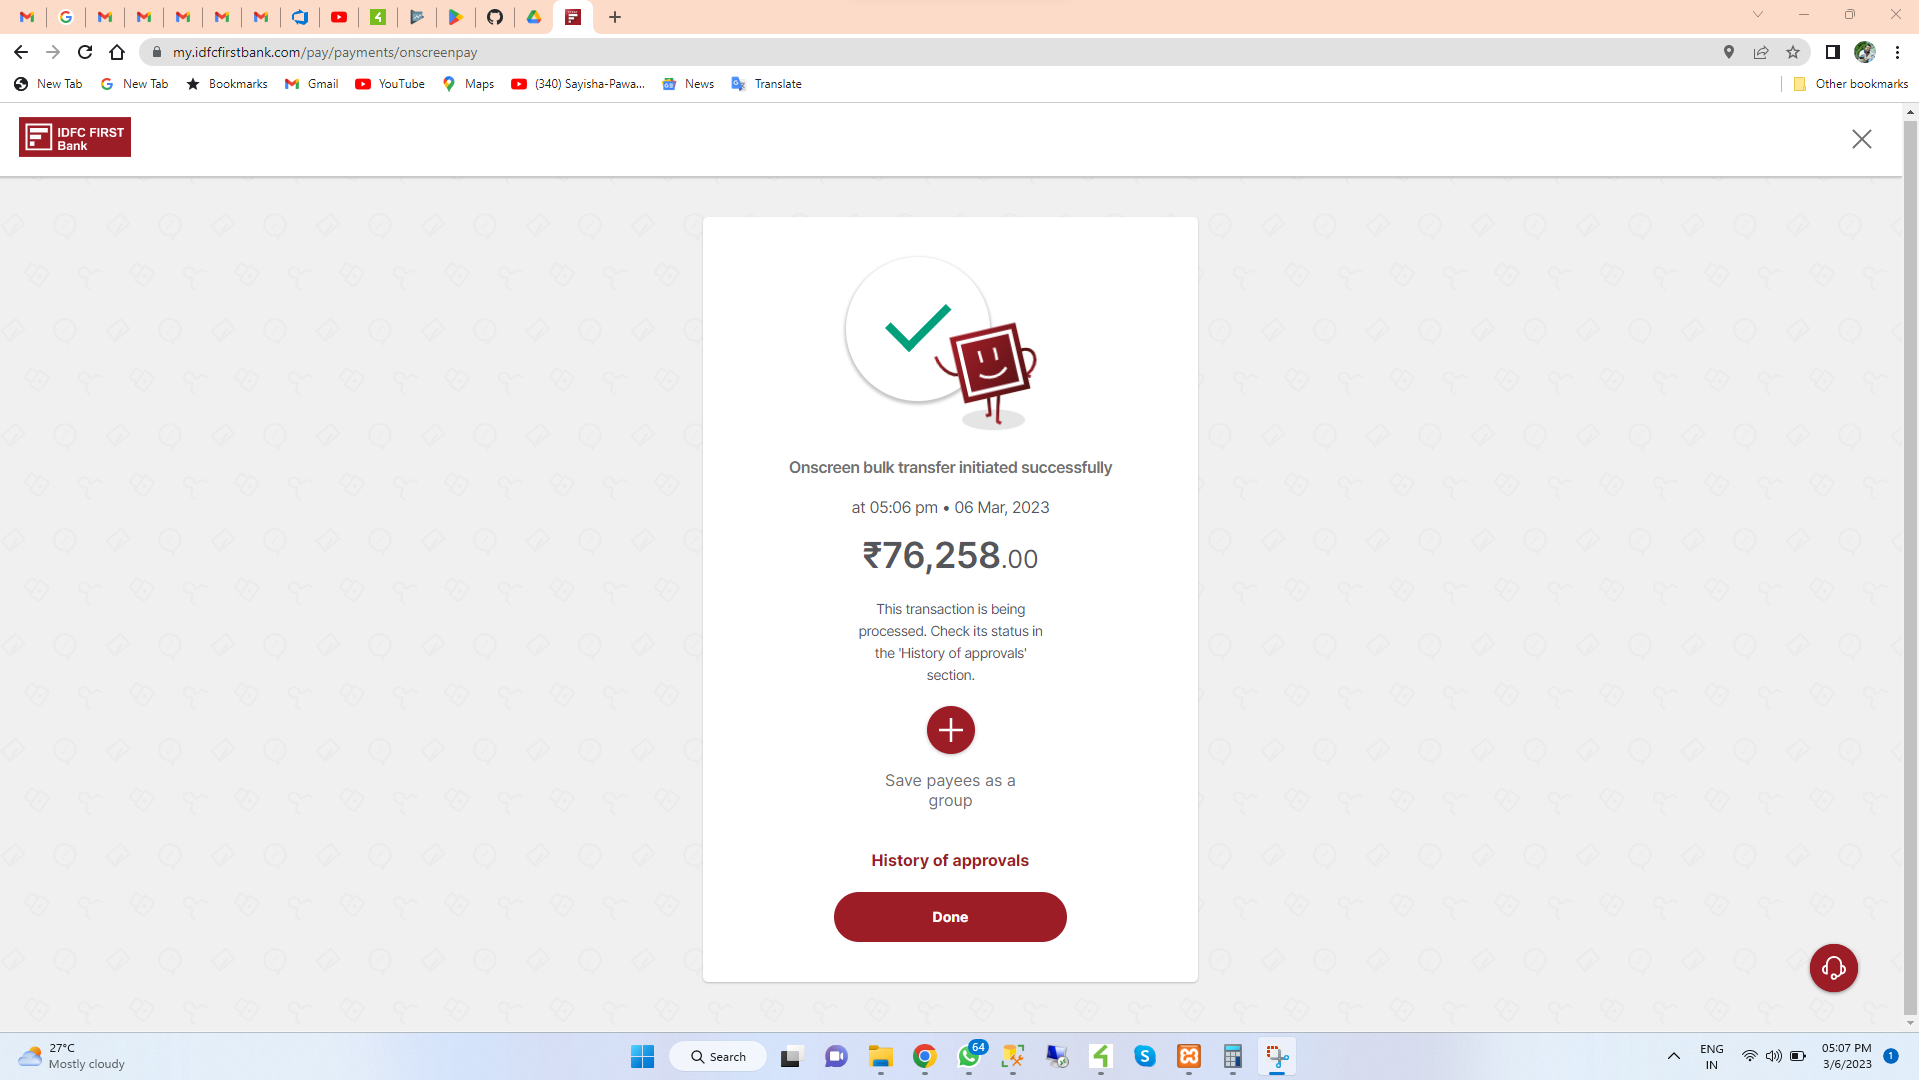 my.idfcfirstbank.com/pay/payments/onscreenpay
New Tab
New Tab
Bookmarks
Gmail
YouTube
Maps
(340) Sayisha-Pawa...
News
Translate
Other bookmarks
IDFC FIRST
Bank
Onscreen bulk transfer initiated successfully
at 05:06 pm • 06 Mar, 2023
₹76,258.00
This transaction is being
processed. Check its status in
the 'History of approvals'
section.
Save payees as a
group
History of approvals
Done
27°C
Mostly cloudy
Search
64
ENG
IN
05:07 PM
3/6/2023
1